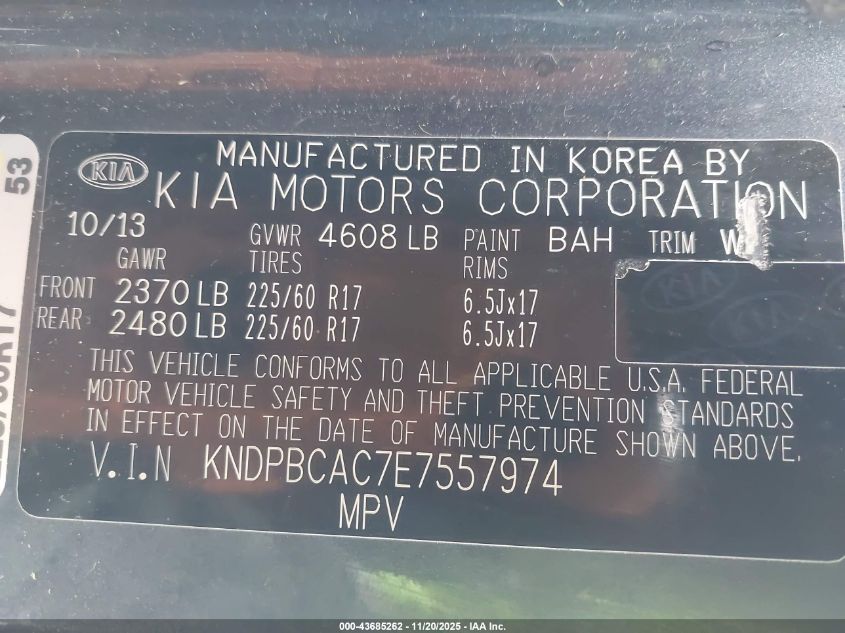 53
KIA
MANUFACTURED IN KOREA BY
KIA MOTORS CORPORATION
10/13 GVWR 4608 LB PAINT BAH TRIM
GAWR TIRES RIMS
FRONT 2370 LB 225/60 R17 6.5Jx17
REAR 2480 LB 225/60 R17 6.5Jx17
KIA
THIS VEHICLE CONFORMS TO ALL APPLICABLE U.S.A. FEDERAL
MOTOR VEHICLE SAFETY AND THEFT PREVENTION STANDARDS
IN EFFECT ON THE DATE OF MANUFACTURE SHOWN ABOVE.
V.I.N KNDPBCAC7E7557974
MPV
000-43685262 - 11/20/2025 - IAA Inc.